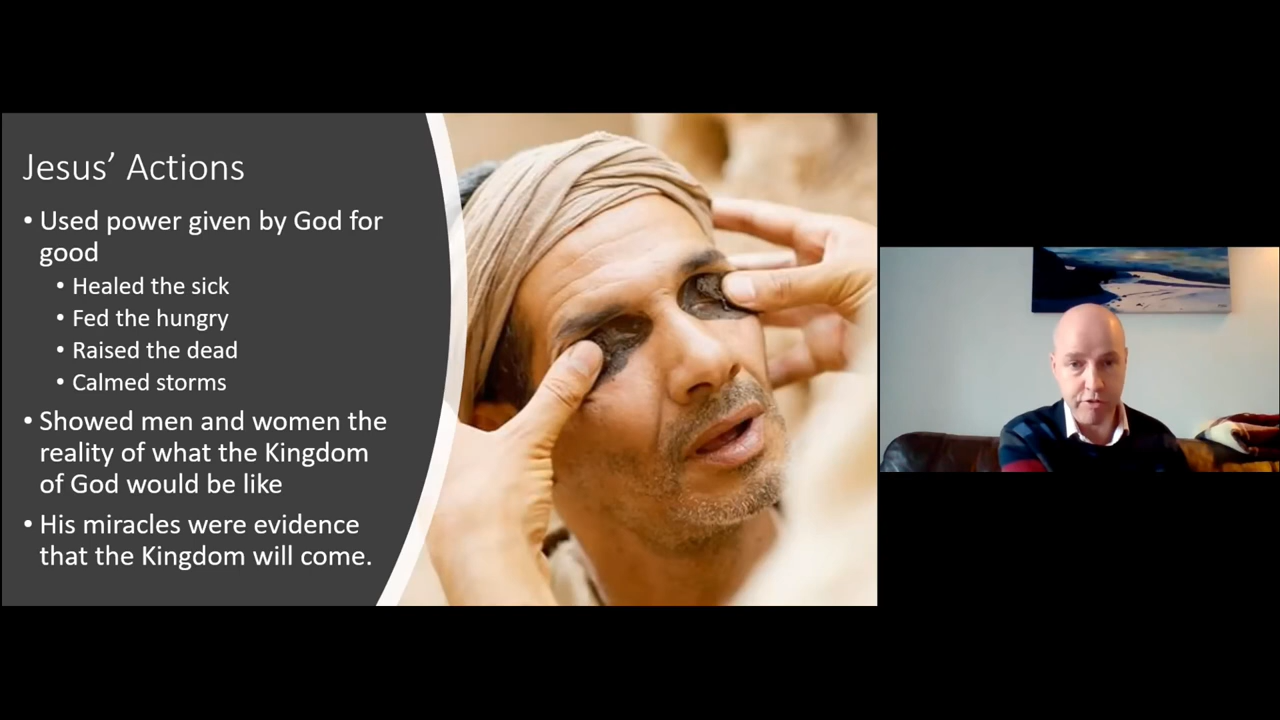 Jesus’ Actions
• Used power given by God for
good
• Healed the sick
• Fed the hungry
• Raised the dead
• Calmed storms
• Showed men and women the
reality of what the Kingdom
of God would be like
• His miracles were evidence
that the Kingdom will come.